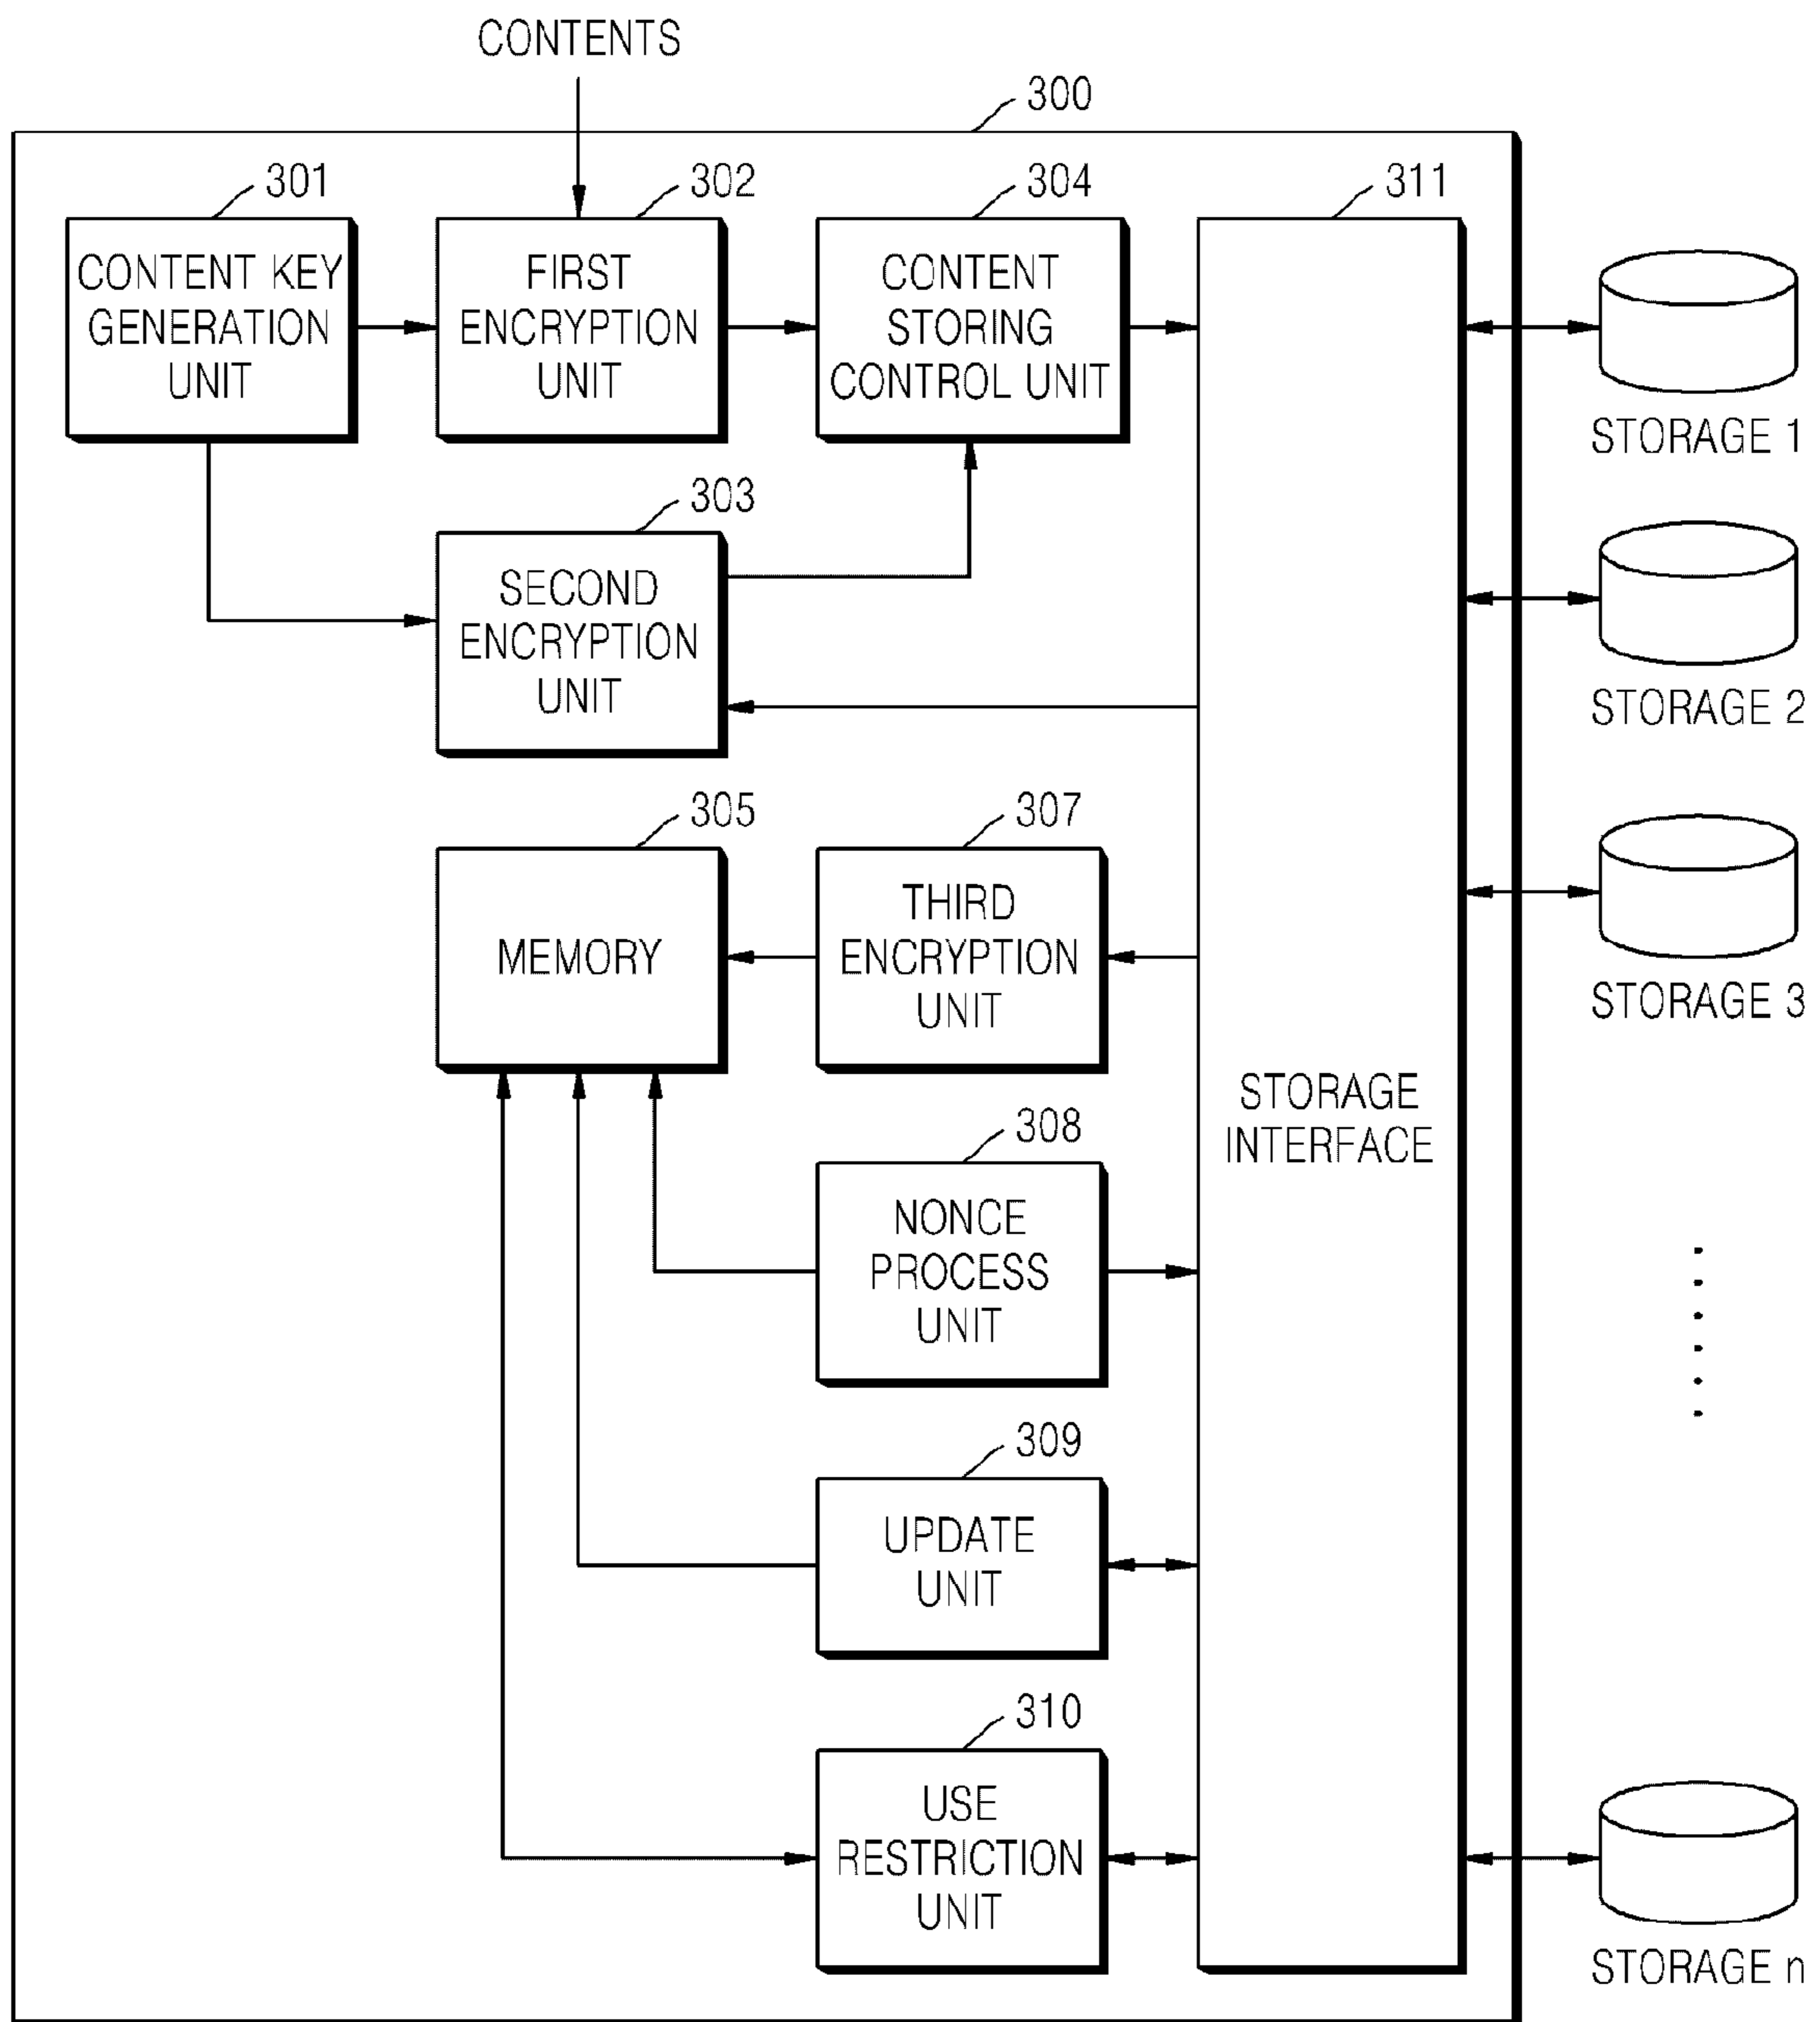 CONTENTS
300
301
302
304
311
CONTENT KEY
GENERATION
UNIT
FIRST
ENCRYPTION
UNIT
CONTENT
STORING
CONTROL UNIT
STORAGE 1
303
SECOND
ENCRYPTION
UNIT
STORAGE 2
305
307
MEMORY
THIRD
ENCRYPTION
UNIT
STORAGE 3
STORAGE
INTERFACE
308
NONCE
PROCESS
UNIT
309
UPDATE
UNIT
310
USE
RESTRICTION
UNIT
STORAGE n